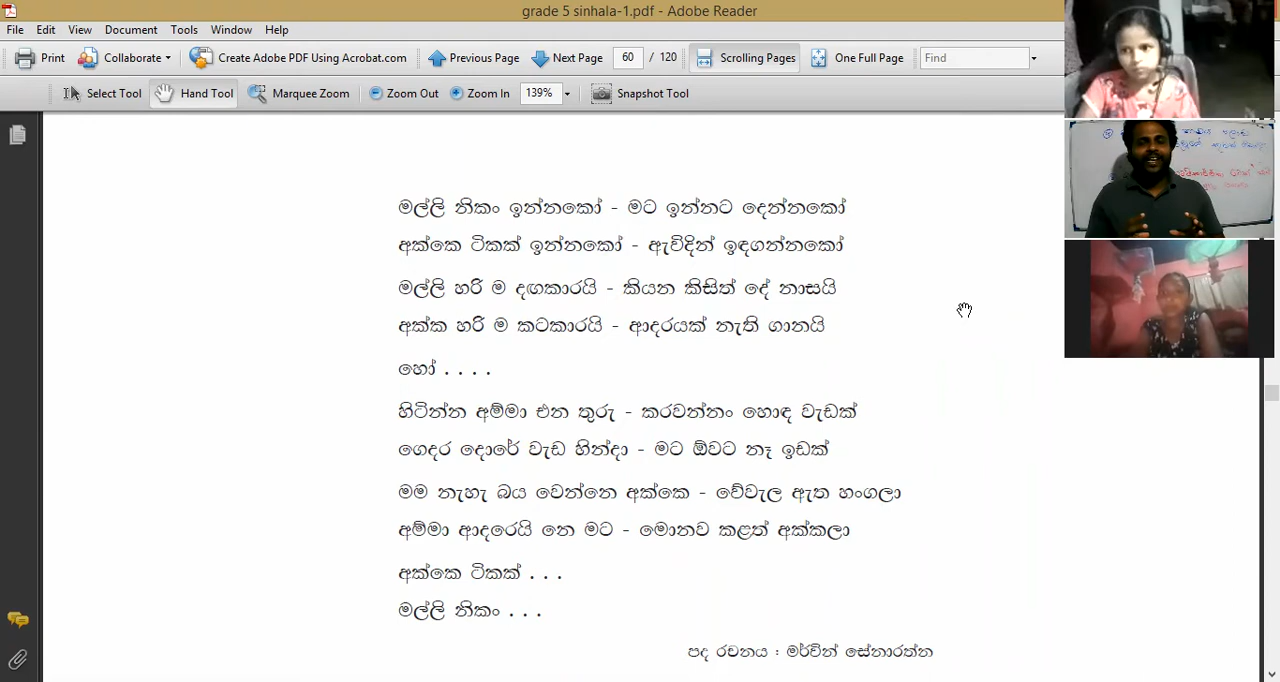 grade 5 sinhala-1.pdf - Adobe Reader
File Edit View Document Tools Window Help
Print Collaborate Create Adobe PDF Using Acrobat.com Previous Page Next Page 60 / 120 Scrolling Pages One Full Page Find
Select Tool Hand Tool Marquee Zoom Zoom Out Zoom In 139% Snapshot Tool
මල්ලි නිකං ඉන්නකෝ - මට ඉන්නට දෙන්නකෝ
අක්කෙ ටිකක් ඉන්නකෝ - ඇවිදින් ඉඳගන්නකෝ
මල්ලි හරි ම දඟකාරයි - කියන කිසිත් දේ නාසයි
අක්ක හරි ම කටකාරයි - ආදරයක් නැති ගානයි
හෝ . . . .
හිටින්න අම්මා එන තුරු - කරවන්නං හොඳ වැඩක්
ගෙදර දොරේ වැඩ හින්දා - මට ඕවට නෑ ඉඩක්
මම නැහැ බය වෙන්නෙ අක්කෙ - වේවැල ඇත හංගලා
අම්මා ආදරෙයි නෙ මට - මොනව කළත් අක්කලා
අක්කෙ ටිකක් . . .
මල්ලි නිකං . . .
පද රචනය : මර්වින් සේනාරත්න